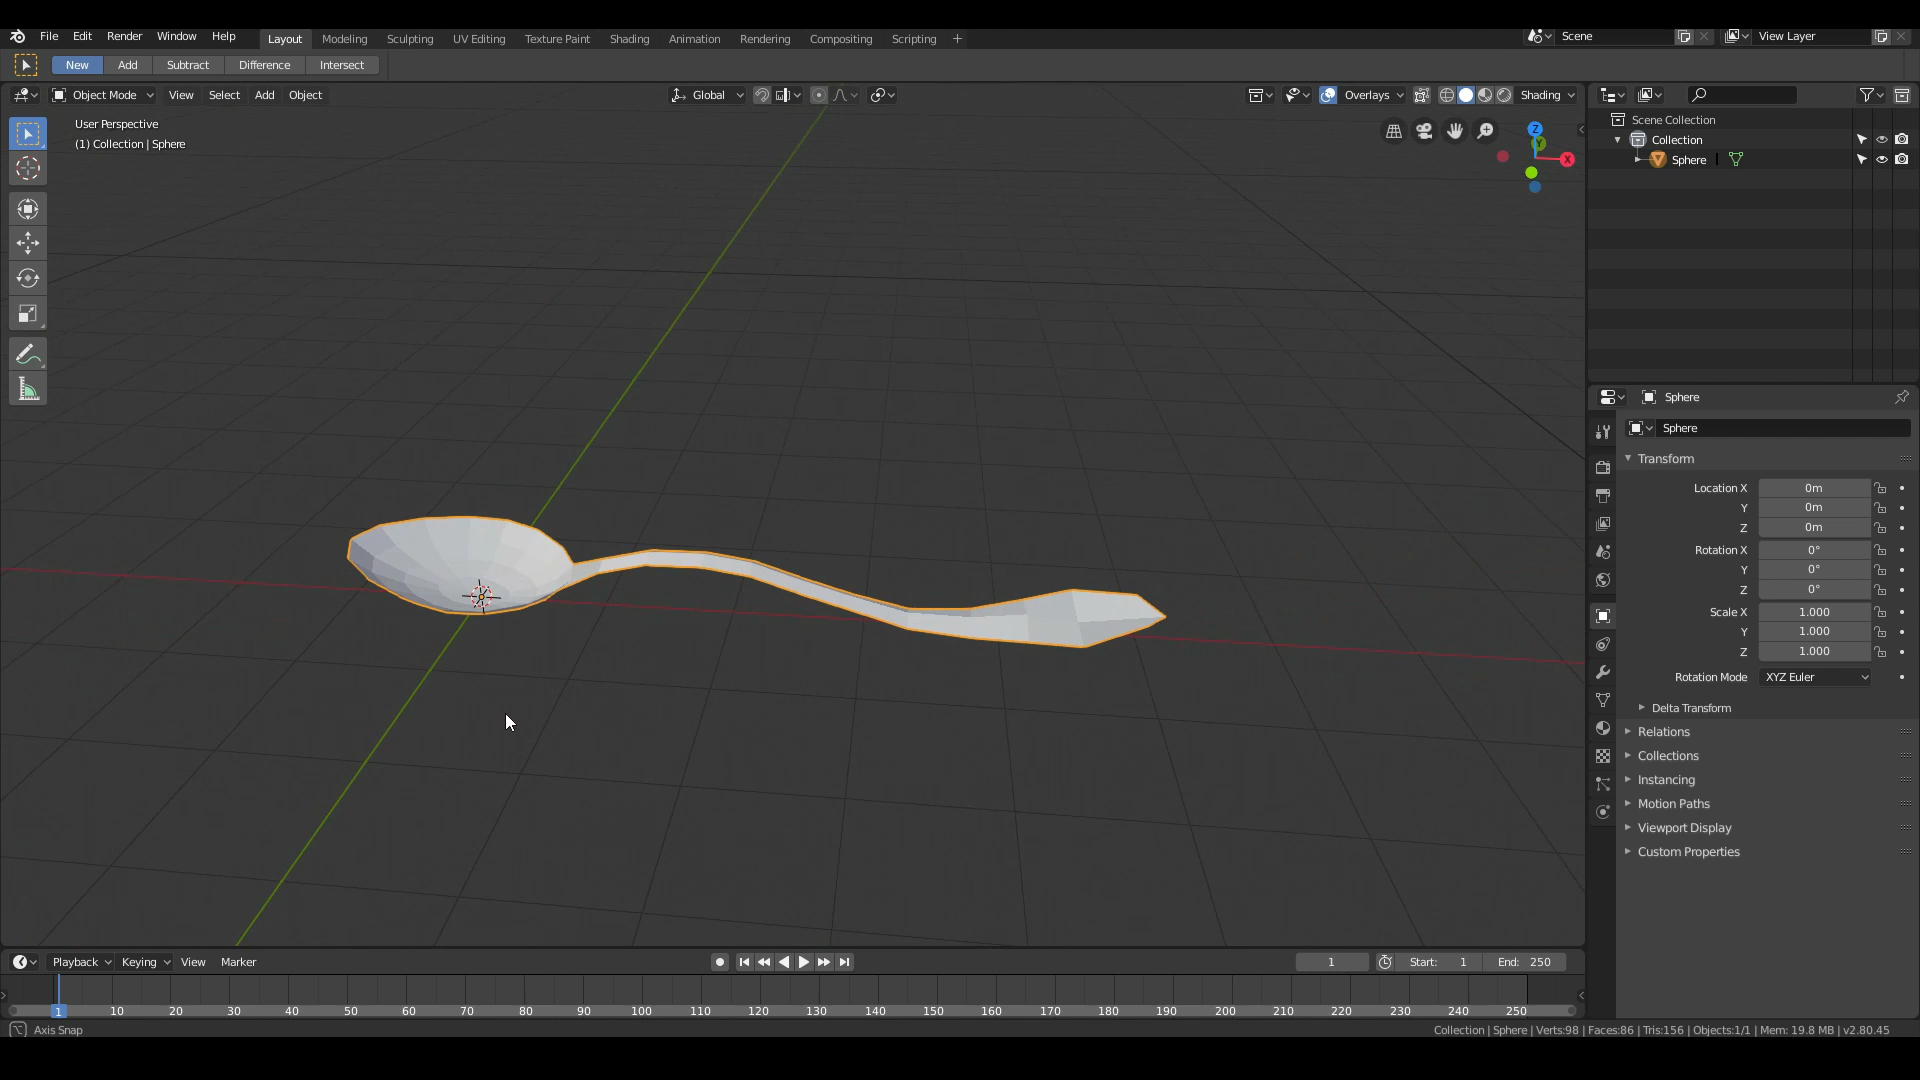 File Edit Render Window Help Layout Modeling Sculpting UV Editing Texture Paint Shading Animation Rendering Compositing Scripting + Scene View Layer
New Add Subtract Difference Intersect
Object Mode View Select Add Object Global Overlays Shading
User Perspective
(1) Collection | Sphere
Z
Y
X
Scene Collection
Collection
Sphere
Sphere
Sphere
Transform
Location X 0m
Y 0m
Z 0m
Rotation X 0°
Y 0°
Z 0°
Scale X 1.000
Y 1.000
Z 1.000
Rotation Mode XYZ Euler
Delta Transform
Relations
Collections
Instancing
Motion Paths
Viewport Display
Custom Properties
Playback Keying View Marker 1 Start: 1 End: 250
1 10 20 30 40 50 60 70 80 90 100 110 120 130 140 150 160 170 180 190 200 210 220 230 240 250
Axis Snap Collection | Sphere | Verts:98 | Faces:86 | Tris:156 | Objects:1/1 | Mem: 19.8 MB | v2.80.45